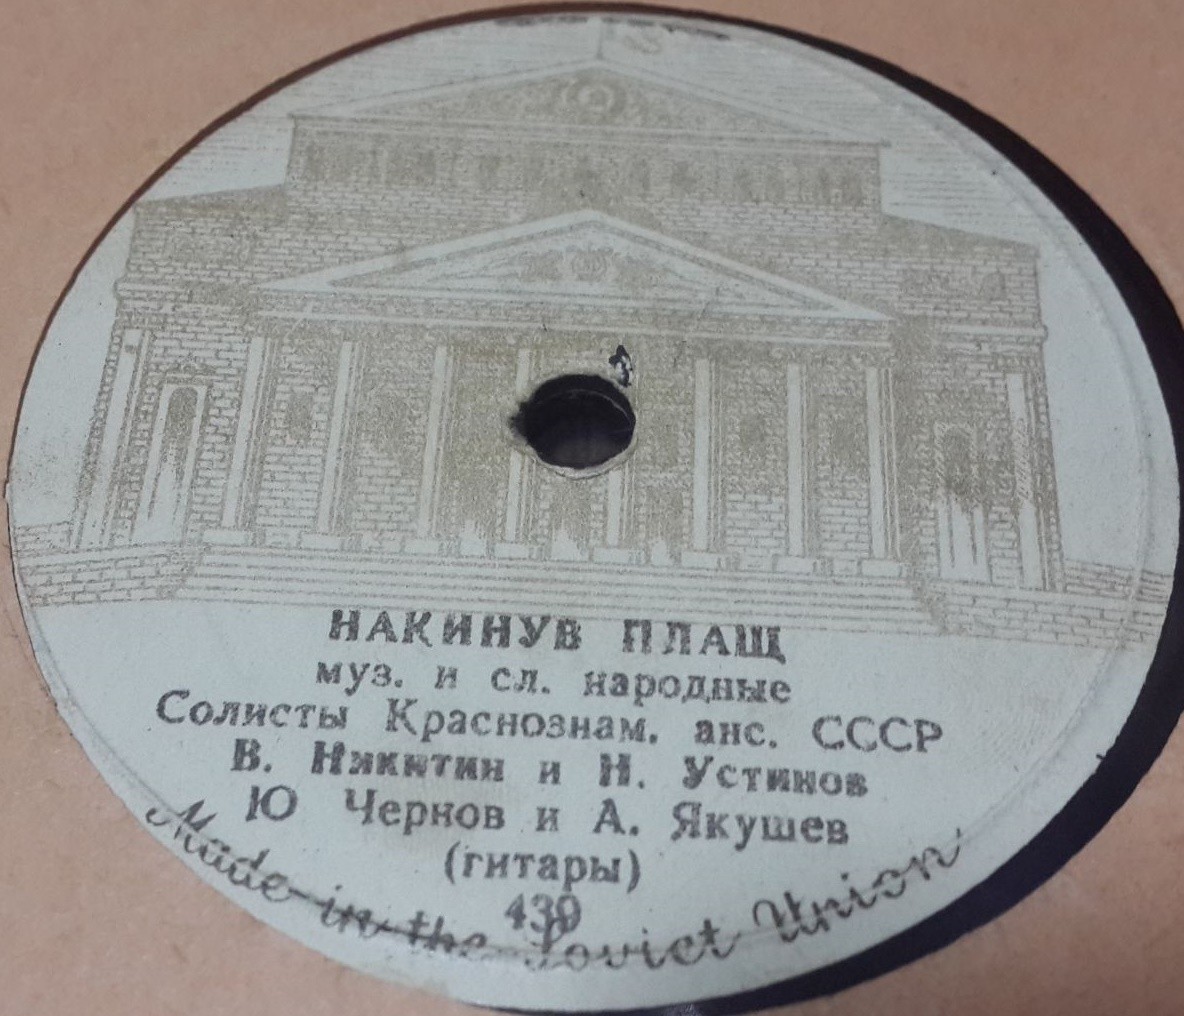 НАКИНУВ ПЛАЩ
муз. и сл. народные
Солисты Краснознам. анс. СССР
В. Никитин и Н. Устинов
Ю Чернов и А. Якушев
(гитары)
439
Made in the Soviet Union